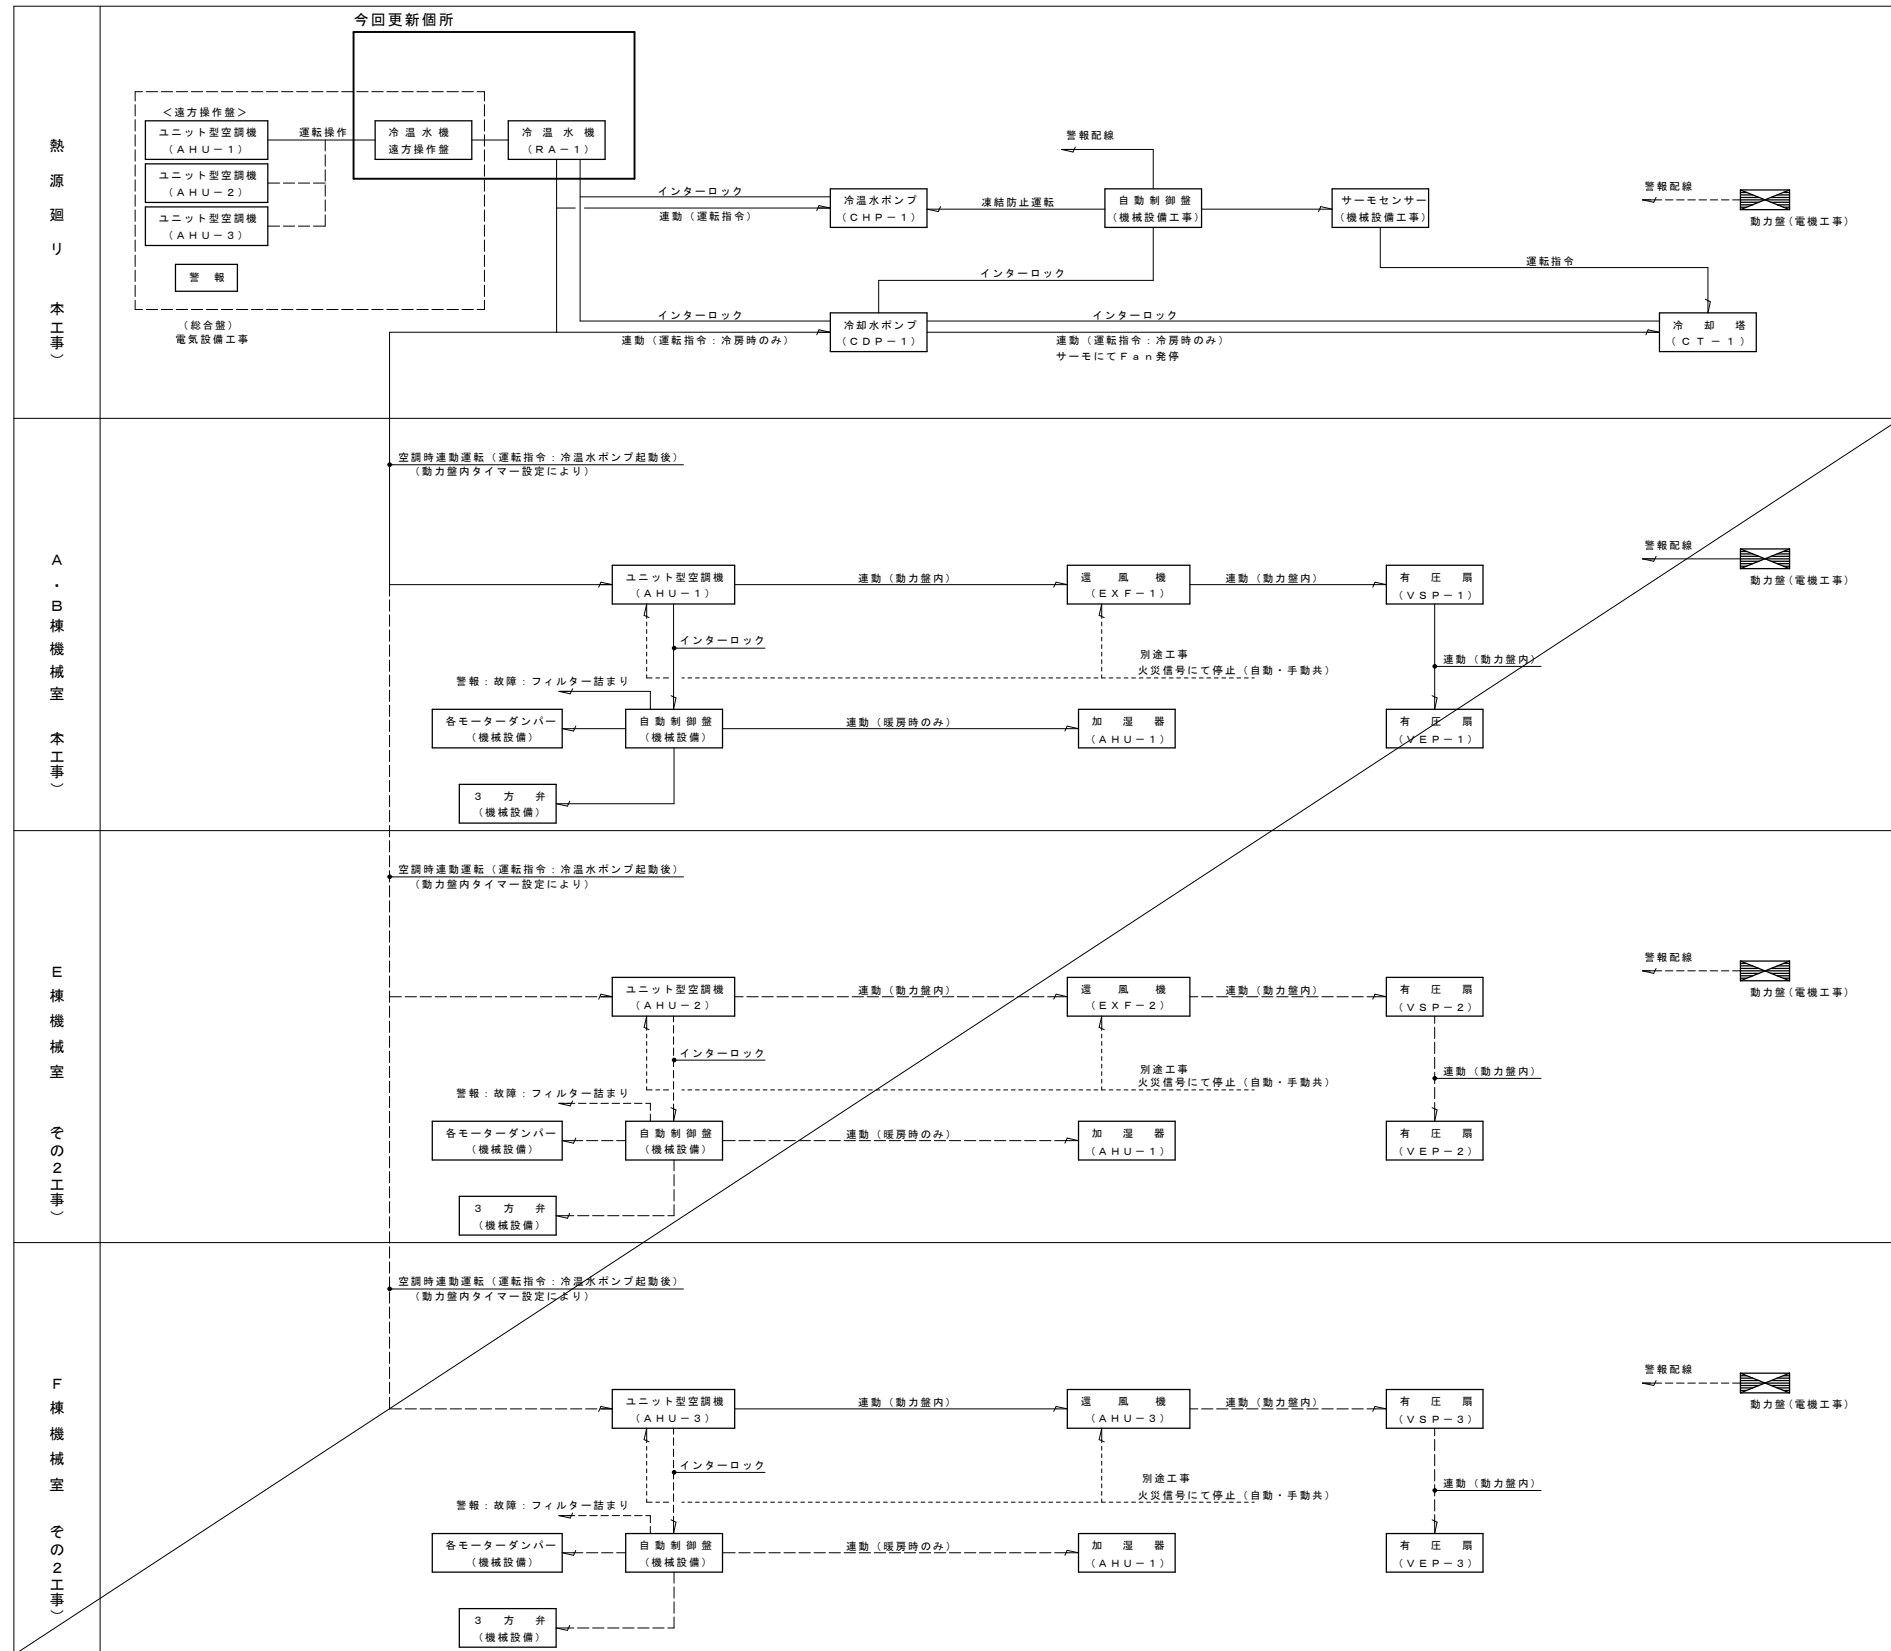 今回更新個所
熱源廻リ 本工事）
＜遠方操作盤＞
ユニット型空調機
（ＡＨＵ－１）
運転操作
冷温水機
遠方操作盤
冷温水機
（ＲＡ－１）
ユニット型空調機
（ＡＨＵ－２）
ユニット型空調機
（ＡＨＵ－３）
警報
（総合盤）
電気設備工事
警報配線
インターロック
連動（運転指令）
冷温水ポンプ
（ＣＨＰ－１）
凍結防止運転
自動制御盤
（機械設備工事）
サーモセンサー
（機械設備工事）
警報配線
動力盤（電機工事）
インターロック
運転指令
インターロック
連動（運転指令：冷房時のみ）
冷却水ポンプ
（ＣＤＰ－１）
インターロック
連動（運転指令：冷房時のみ）
サーモにてＦａｎ発停
冷却塔
（ＣＴ－１）
Ａ・Ｂ棟機械室 本工事）
空調時連動運転（運転指令：冷温水ポンプ起動後）
（動力盤内タイマー設定により）
警報配線
動力盤（電機工事）
ユニット型空調機
（ＡＨＵ－１）
連動（動力盤内）
還風機
（ＥＸＦ－１）
連動（動力盤内）
有圧扇
（ＶＳＰ－１）
インターロック
別途工事
火災信号にて停止（自動・手動共）
連動（動力盤内）
警報：故障：フィルター詰まり
各モーターダンパー
（機械設備）
自動制御盤
（機械設備）
連動（暖房時のみ）
加湿器
（ＡＨＵ－１）
有圧扇
（ＶＥＰ－１）
３方弁
（機械設備）
Ｅ棟機械室 その２工事）
空調時連動運転（運転指令：冷温水ポンプ起動後）
（動力盤内タイマー設定により）
警報配線
動力盤（電機工事）
ユニット型空調機
（ＡＨＵ－２）
連動（動力盤内）
還風機
（ＥＸＦ－２）
連動（動力盤内）
有圧扇
（ＶＳＰ－２）
インターロック
別途工事
火災信号にて停止（自動・手動共）
連動（動力盤内）
警報：故障：フィルター詰まり
各モーターダンパー
（機械設備）
自動制御盤
（機械設備）
連動（暖房時のみ）
加湿器
（ＡＨＵ－１）
有圧扇
（ＶＥＰ－２）
３方弁
（機械設備）
Ｆ棟機械室 その２工事）
空調時連動運転（運転指令：冷温水ポンプ起動後）
（動力盤内タイマー設定により）
警報配線
動力盤（電機工事）
ユニット型空調機
（ＡＨＵ－３）
連動（動力盤内）
還風機
（ＡＨＵ－３）
連動（動力盤内）
有圧扇
（ＶＳＰ－３）
インターロック
別途工事
火災信号にて停止（自動・手動共）
連動（動力盤内）
警報：故障：フィルター詰まり
各モーターダンパー
（機械設備）
自動制御盤
（機械設備）
連動（暖房時のみ）
加湿器
（ＡＨＵ－１）
有圧扇
（ＶＥＰ－３）
３方弁
（機械設備）